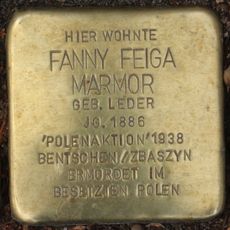 HIER WOHNTE
FANNY FEIGA
MARMOR
GEB. LEDER
JG. 1886
'POLENAKTION' 1938
BENTSCHEN/ZBASZYN
ERMORDET IM
BESETZTEN POLEN